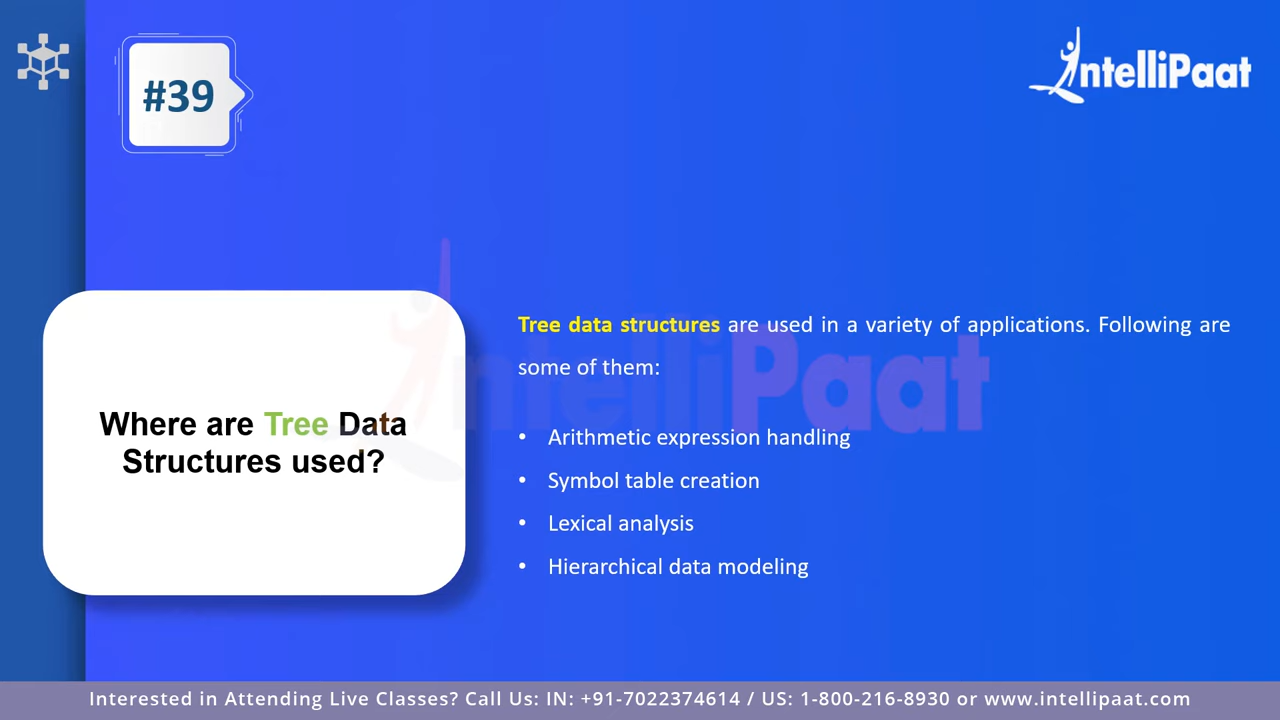 #39
IntelliPaat
Where are Tree Data
Structures used?
Tree data structures are used in a variety of applications. Following are
some of them:
• Arithmetic expression handling
• Symbol table creation
• Lexical analysis
• Hierarchical data modeling
IntelliPaat
Interested in Attending Live Classes? Call Us: IN: +91-7022374614 / US: 1-800-216-8930 or www.intellipaat.com